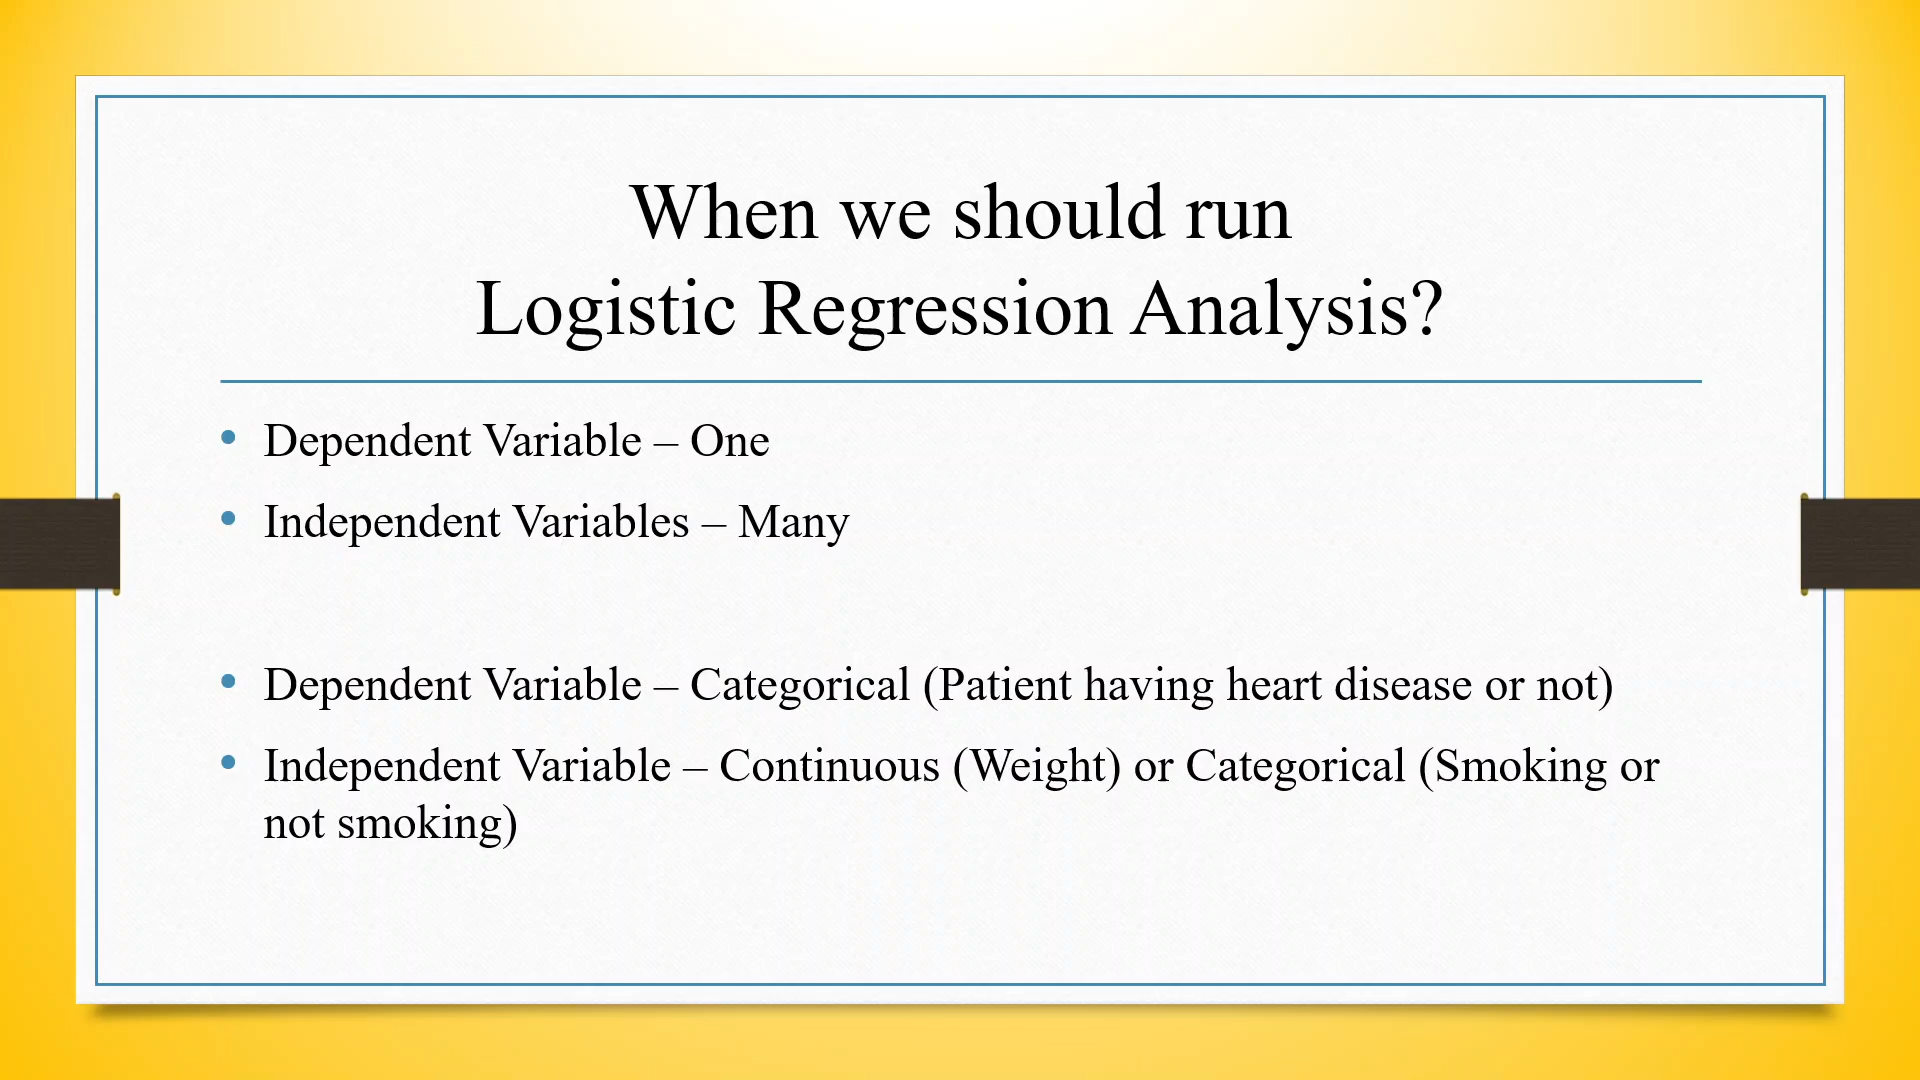 When we should run
Logistic Regression Analysis?
• Dependent Variable – One
• Independent Variables – Many
• Dependent Variable – Categorical (Patient having heart disease or not)
• Independent Variable – Continuous (Weight) or Categorical (Smoking or
not smoking)